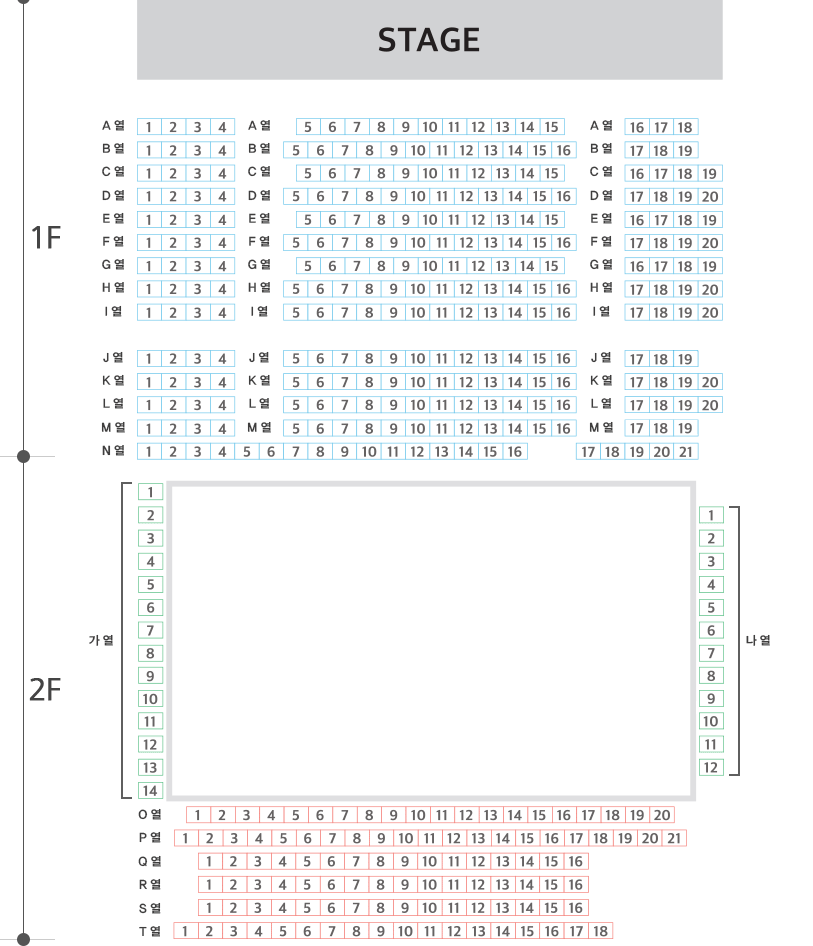 STAGE
A 열 1 2 3 4 A 열 5 6 7 8 9 10 11 12 13 14 15 A 열 16 17 18
B 열 1 2 3 4 B 열 5 6 7 8 9 10 11 12 13 14 15 16 B 열 17 18 19
C 열 1 2 3 4 C 열 5 6 7 8 9 10 11 12 13 14 15 C 열 16 17 18 19
D 열 1 2 3 4 D 열 5 6 7 8 9 10 11 12 13 14 15 16 D 열 17 18 19 20
E 열 1 2 3 4 E 열 5 6 7 8 9 10 11 12 13 14 15 E 열 16 17 18 19
1F
F 열 1 2 3 4 F 열 5 6 7 8 9 10 11 12 13 14 15 16 F 열 17 18 19 20
G 열 1 2 3 4 G 열 5 6 7 8 9 10 11 12 13 14 15 G 열 16 17 18 19
H 열 1 2 3 4 H 열 5 6 7 8 9 10 11 12 13 14 15 16 H 열 17 18 19 20
I 열 1 2 3 4 I 열 5 6 7 8 9 10 11 12 13 14 15 16 I 열 17 18 19 20
J 열 1 2 3 4 J 열 5 6 7 8 9 10 11 12 13 14 15 16 J 열 17 18 19
K 열 1 2 3 4 K 열 5 6 7 8 9 10 11 12 13 14 15 16 K 열 17 18 19 20
L 열 1 2 3 4 L 열 5 6 7 8 9 10 11 12 13 14 15 16 L 열 17 18 19 20
M 열 1 2 3 4 M 열 5 6 7 8 9 10 11 12 13 14 15 16 M 열 17 18 19
N 열 1 2 3 4 5 6 7 8 9 10 11 12 13 14 15 16 17 18 19 20 21
1
2 1
3 2
4 3
5 4
6 5
7 6
가 열 나 열
8 7
9 8
2F
10 9
11 10
12 11
13 12
14
O 열 1 2 3 4 5 6 7 8 9 10 11 12 13 14 15 16 17 18 19 20
P 열 1 2 3 4 5 6 7 8 9 10 11 12 13 14 15 16 17 18 19 20 21
Q 열 1 2 3 4 5 6 7 8 9 10 11 12 13 14 15 16
R 열 1 2 3 4 5 6 7 8 9 10 11 12 13 14 15 16
S 열 1 2 3 4 5 6 7 8 9 10 11 12 13 14 15 16
T 열 1 2 3 4 5 6 7 8 9 10 11 12 13 14 15 16 17 18